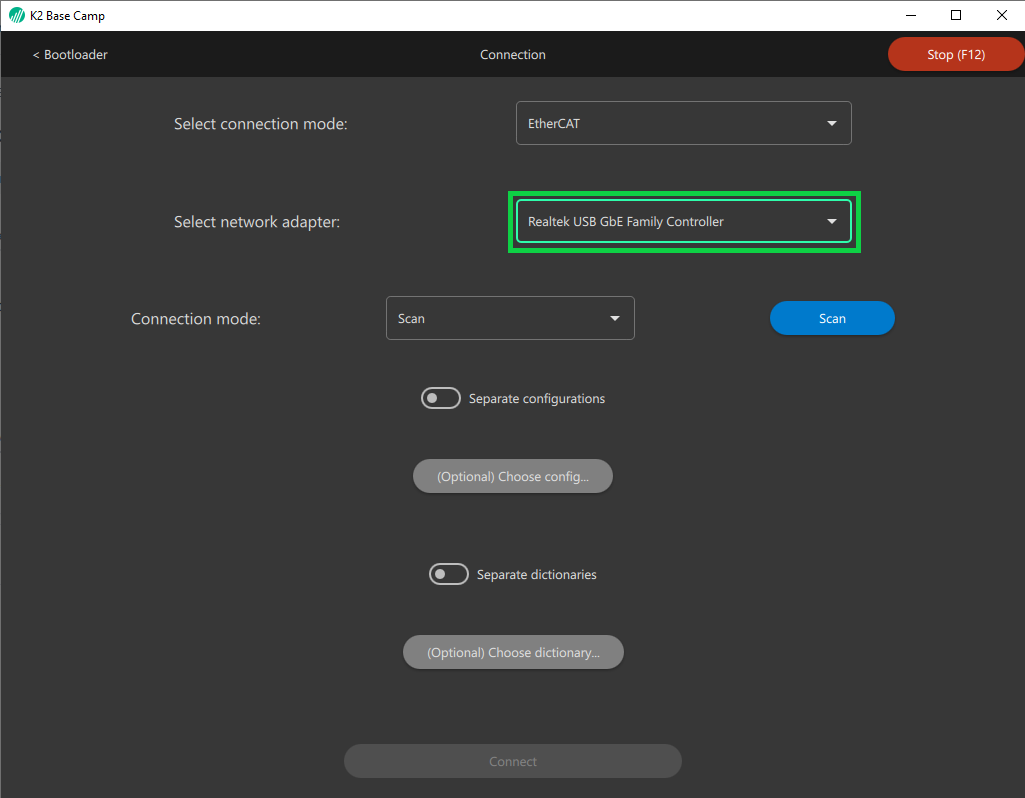 K2 Base Camp
< Bootloader
Connection
Stop (F12)
Select connection mode:
EtherCAT
Select network adapter:
Realtek USB GbE Family Controller
Connection mode:
Scan
Scan
Separate configurations
(Optional) Choose config...
Separate dictionaries
(Optional) Choose dictionary...
Connect